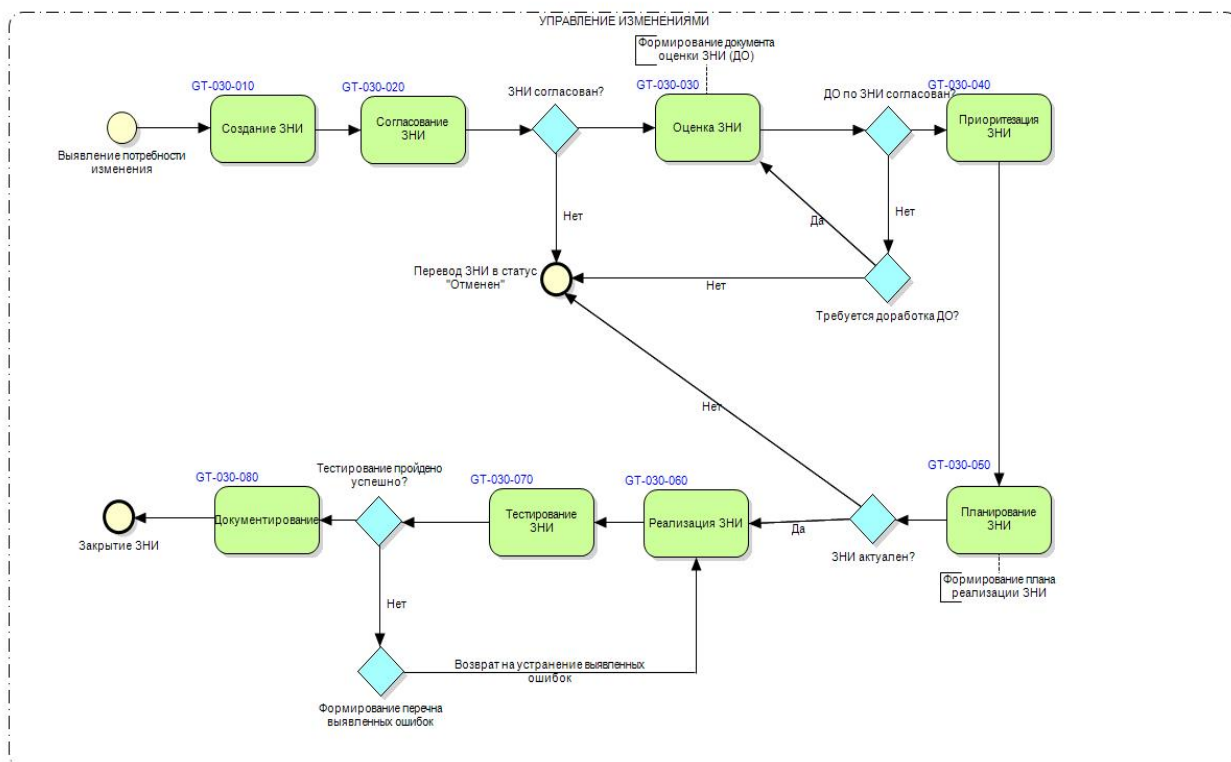 УПРАВЛЕНИЕ ИЗМЕНЕНИЯМИ
Формирование документа
оценки ЗНИ (ДО)
GT-030-010
Создание ЗНИ
GT-030-020
Согласование
ЗНИ
ЗНИ согласован?
GT-030-030
Оценка ЗНИ
ДО по ЗНИ согласован?
GT-030-040
Приоритезация
ЗНИ
Выявление потребности
изменения
Нет
Да
Нет
Перевод ЗНИ в статус
"Отменен"
Нет
Требуется доработка ДО?
Нет
GT-030-050
Планирование
ЗНИ
Формирование плана
реализации ЗНИ
ЗНИ актуален?
Да
GT-030-060
Реализация ЗНИ
GT-030-070
Тестирование
ЗНИ
Тестирование пройдено
успешно?
GT-030-080
Документирование
Закрытие ЗНИ
Нет
Возврат на устранение выявленных
ошибок
Формирование перечна
выявленных ошибок